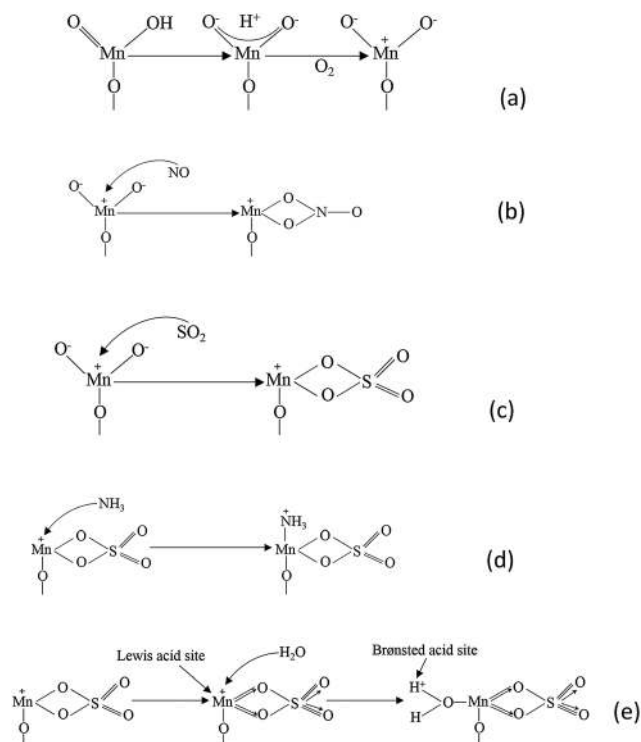 O OH O⁻ H⁺ O⁻ O⁻ O⁻
Mn Mn O₂ + Mn
O O O
(a)
NO
O⁻ + O⁻ + O
Mn Mn N O
O O O
(b)
SO₂
O⁻ + O⁻ + O O
Mn Mn S
O O O O
(c)
NH₃ + NH₃
+ O O O O
Mn S Mn S
O O O O O O
(d)
Lewis acid site H₂O Brønsted acid site
+ O O + O O H⁺ O O
Mn S Mn S O Mn S
O O O O O O H O O O
(e)